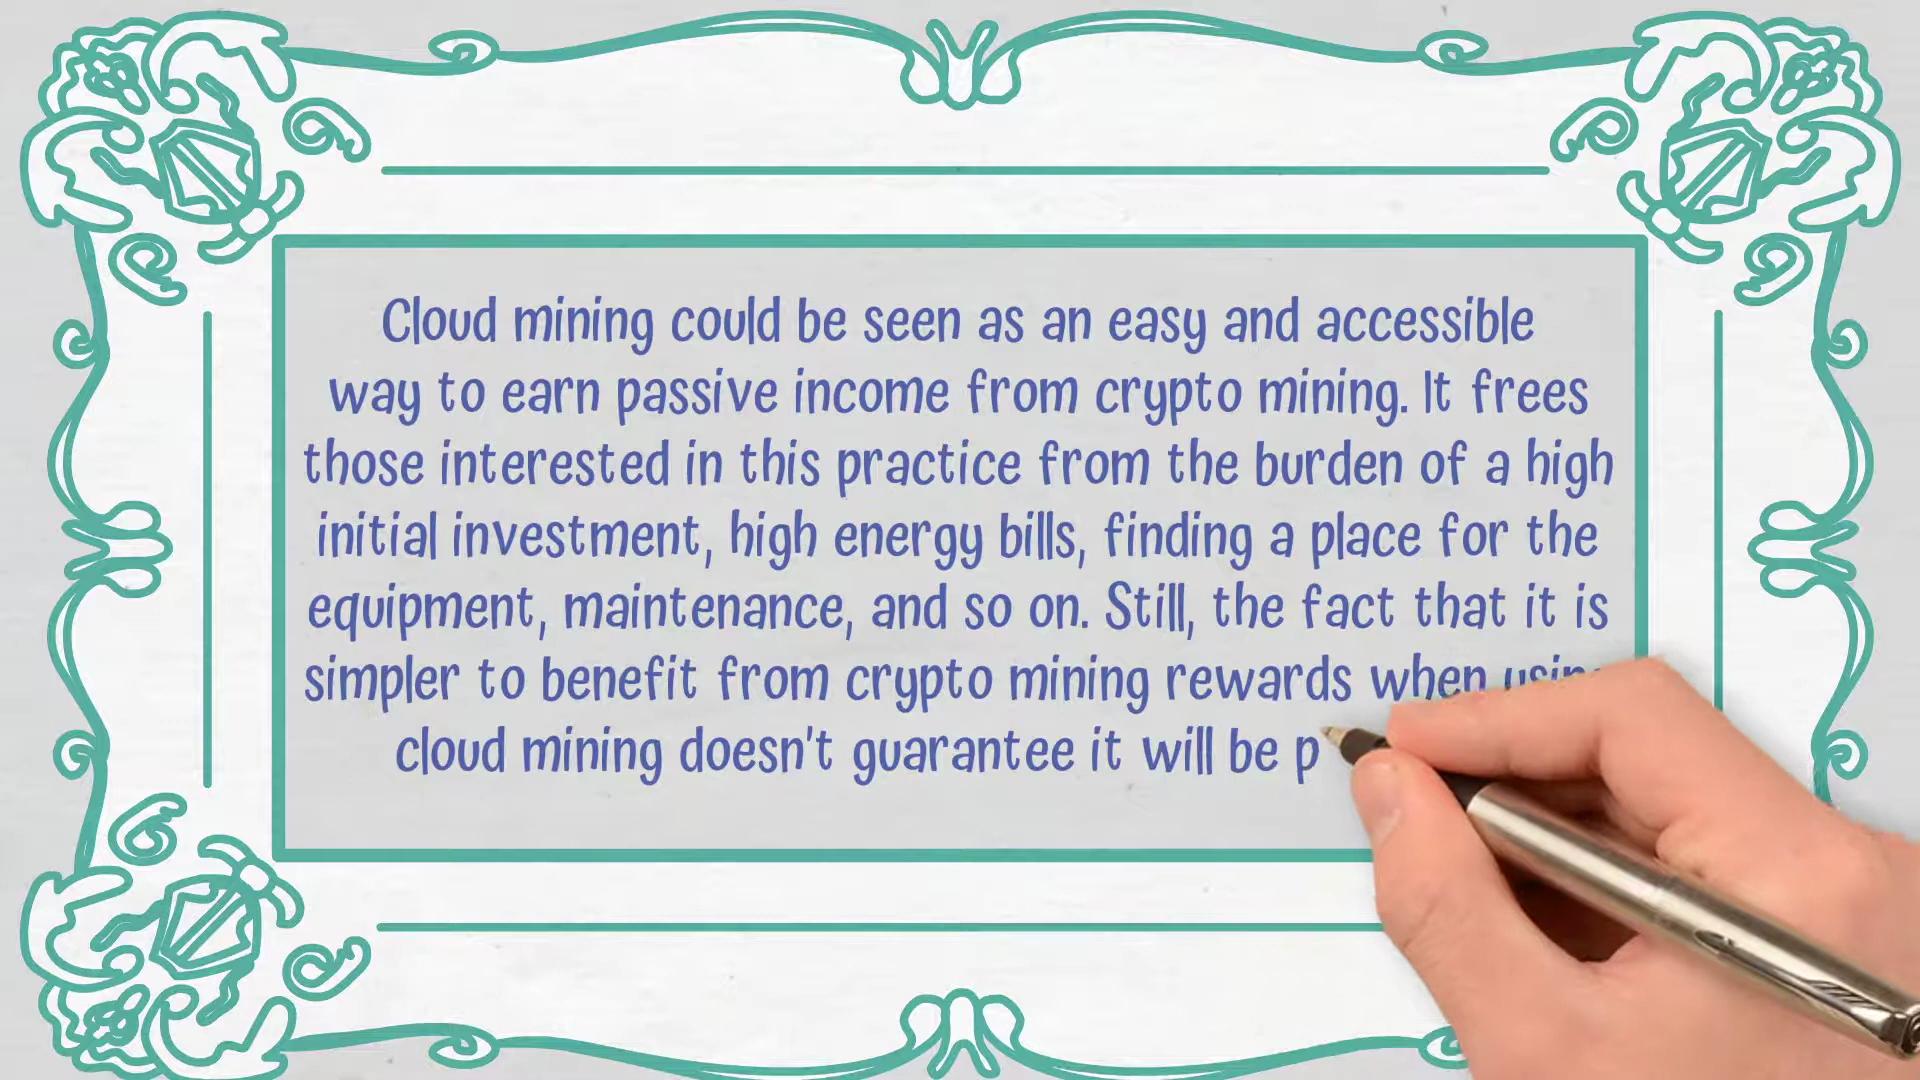 Cloud mining could be seen as an easy and accessible
way to earn passive income from crypto mining. It frees
those interested in this practice from the burden of a high
initial investment, high energy bills, finding a place for the
equipment, maintenance, and so on. Still, the fact that it is
simpler to benefit from crypto mining rewards when
cloud mining doesn't guarantee it will be p